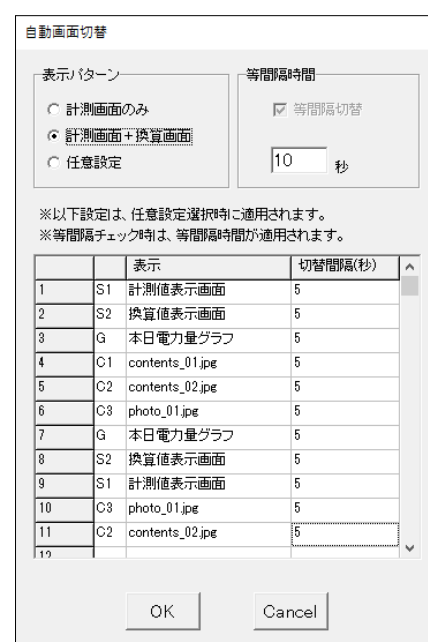 自動画面切替
表示パターン
計測画面のみ
計測画面+換算画面
任意設定
等間隔時間
等間隔切替
10 秒
※以下設定は、任意設定選択時に適用されます。
※等間隔チェック時は、等間隔時間が適用されます。
表示 切替間隔(秒)
1 S1 計測値表示画面 5
2 S2 換算値表示画面 5
3 G 本日電力量グラフ 5
4 C1 contents_01.jpg 5
5 C2 contents_02.jpg 5
6 C3 photo_01.jpg 5
7 G 本日電力量グラフ 5
8 S2 換算値表示画面 5
9 S1 計測値表示画面 5
10 C3 photo_01.jpg 5
11 C2 contents_02.jpg 5
12
OK Cancel